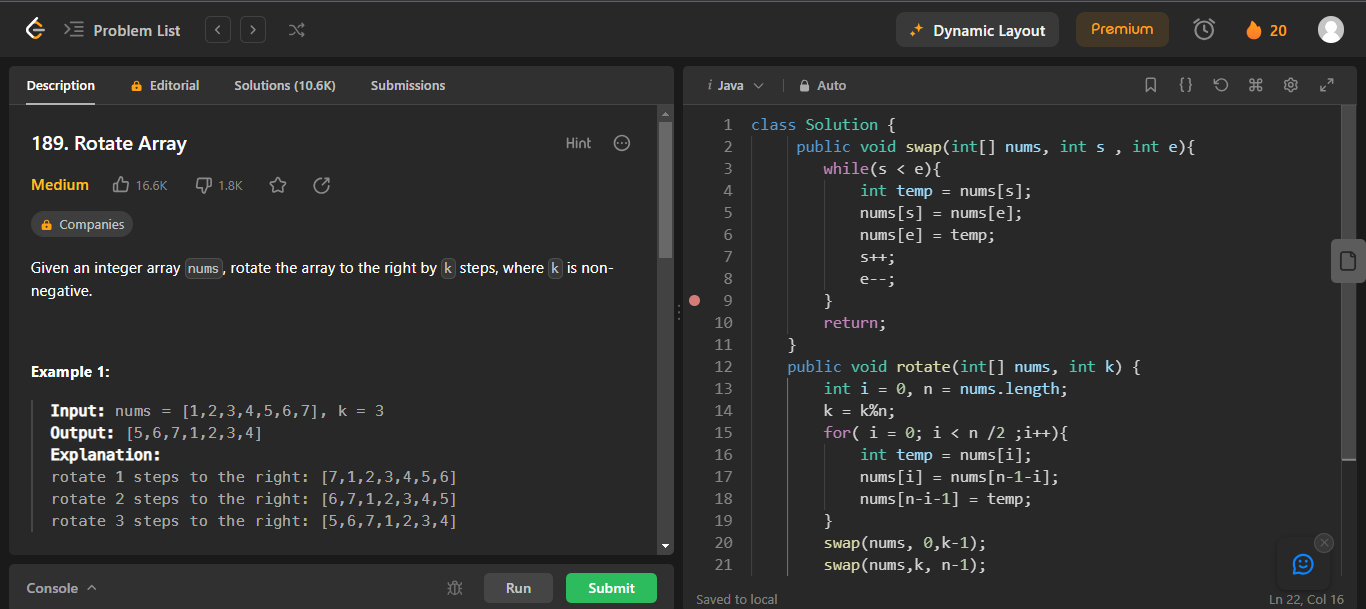 Problem List
Dynamic Layout
Premium
20
Description
Editorial
Solutions (10.6K)
Submissions
189. Rotate Array
Hint
Medium
16.6K
1.8K
Companies
Given an integer array nums, rotate the array to the right by k steps, where k is non-
negative.
Example 1:
Input: nums = [1,2,3,4,5,6,7], k = 3
Output: [5,6,7,1,2,3,4]
Explanation:
rotate 1 steps to the right: [7,1,2,3,4,5,6]
rotate 2 steps to the right: [6,7,1,2,3,4,5]
rotate 3 steps to the right: [5,6,7,1,2,3,4]
Console
Run
Submit
i Java
Auto
1 class Solution {
2 public void swap(int[] nums, int s , int e){
3 while(s < e){
4 int temp = nums[s];
5 nums[s] = nums[e];
6 nums[e] = temp;
7 s++;
8 e--;
9 }
10 return;
11 }
12 public void rotate(int[] nums, int k) {
13 int i = 0, n = nums.length;
14 k = k%n;
15 for( i = 0; i < n /2 ;i++){
16 int temp = nums[i];
17 nums[i] = nums[n-1-i];
18 nums[n-i-1] = temp;
19 }
20 swap(nums, 0,k-1);
21 swap(nums,k, n-1);
Saved to local
Ln 22, Col 16